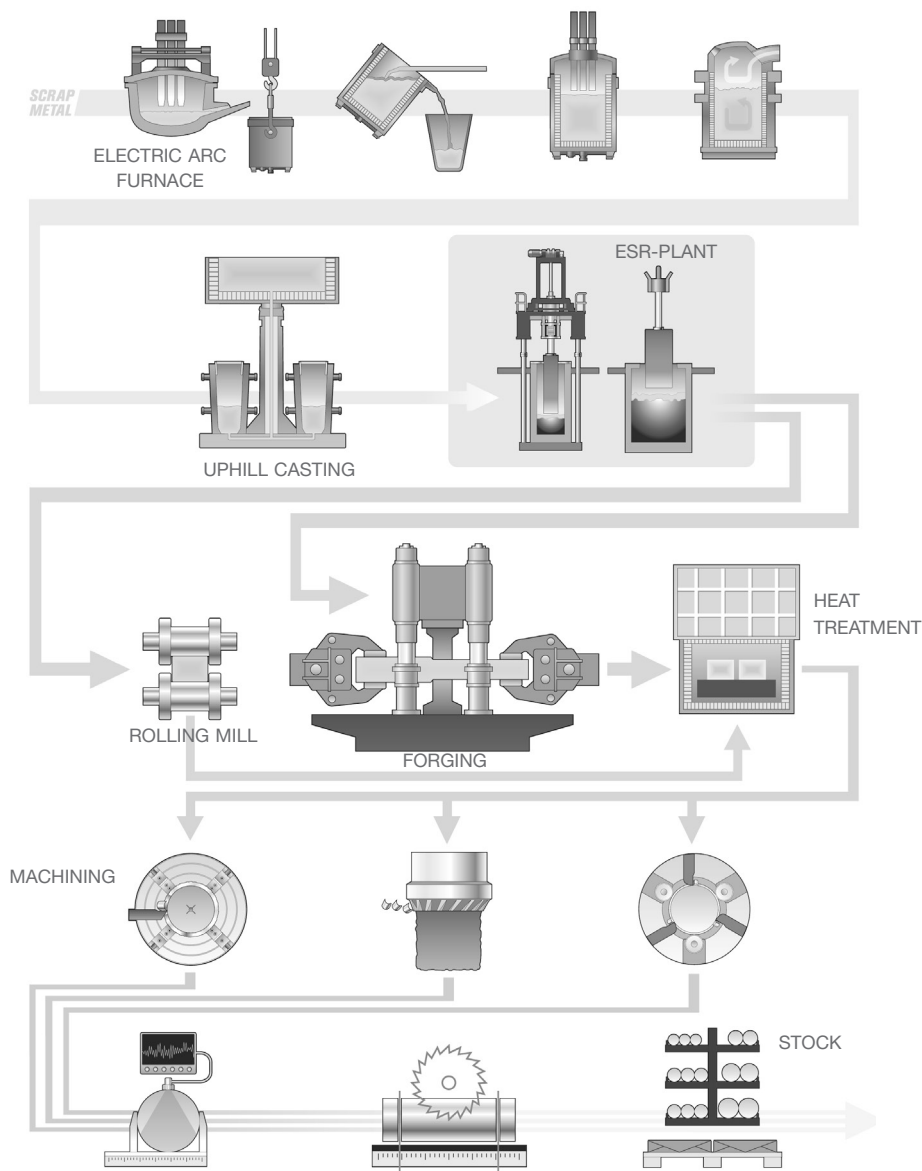 SCRAP
METAL
ELECTRIC ARC
FURNACE
ESR-PLANT
UPHILL CASTING
HEAT
TREATMENT
ROLLING MILL
FORGING
MACHINING
STOCK